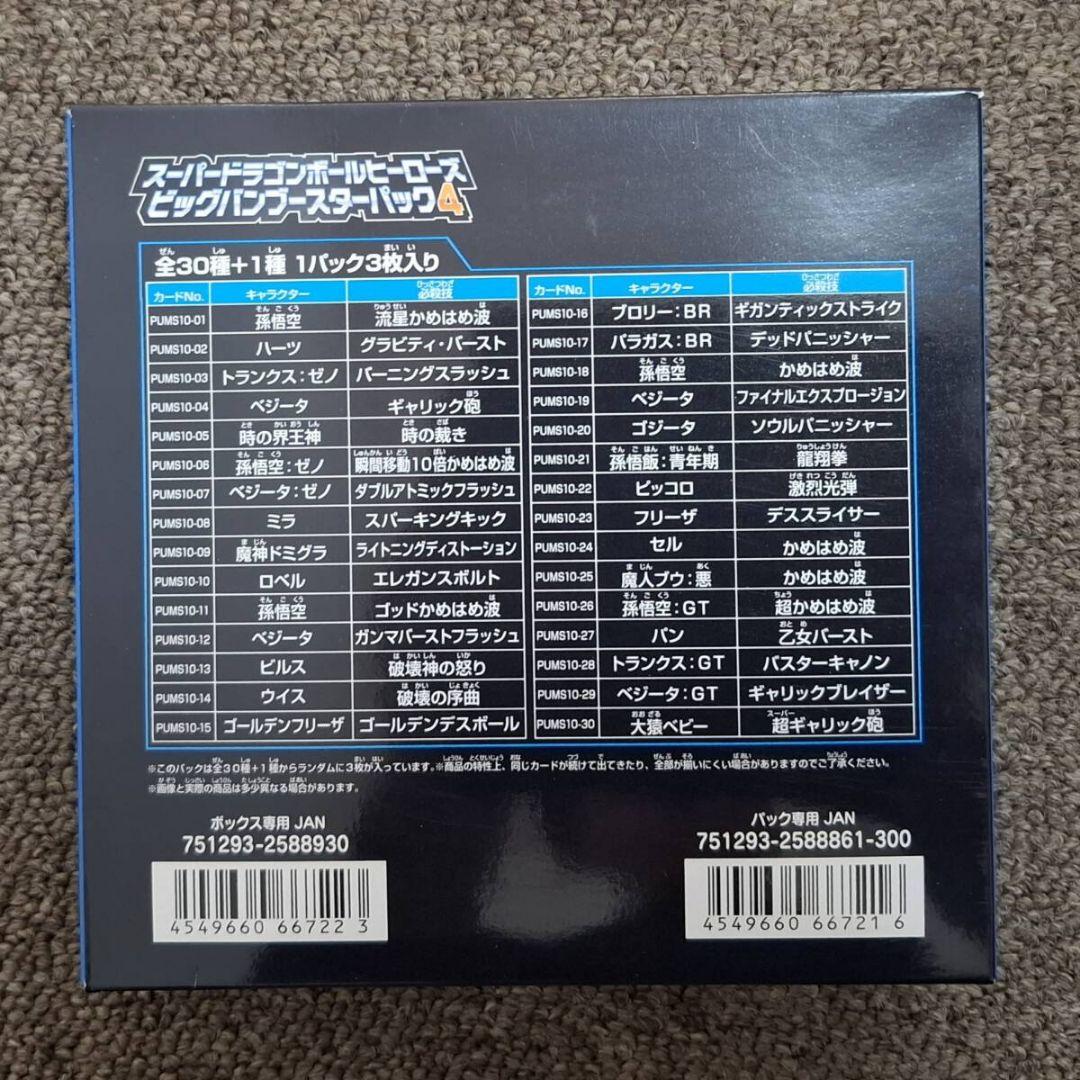 スーパードラゴンボールヒーローズ
ビッグバンブースターパック4
全30種+1種 1パック3枚入り
カードNo. キャラクター 必殺技
PUMS10-01 孫悟空 流星かめはめ波
PUMS10-02 ハーツ グラビティ・バースト
PUMS10-03 トランクス:ゼノ バーニングスラッシュ
PUMS10-04 ベジータ ギャリック砲
PUMS10-05 時の界王神 時の裁き
PUMS10-06 孫悟空:ゼノ 瞬間移動10倍かめはめ波
PUMS10-07 ベジータ:ゼノ ダブルアトミックフラッシュ
PUMS10-08 ミラ スパーキングキック
PUMS10-09 魔神ドミグラ ライトニングディストーション
PUMS10-10 ロベル エレガンスボルト
PUMS10-11 孫悟空 ゴッドかめはめ波
PUMS10-12 ベジータ ガンマバーストフラッシュ
PUMS10-13 ビルス 破壊神の怒り
PUMS10-14 ウイス 破壊の序曲
PUMS10-15 ゴールデンフリーザ ゴールデンデスボール
カードNo. キャラクター 必殺技
PUMS10-16 ブロリー:BR ギガンティックストライク
PUMS10-17 パラガス:BR デッドパニッシャー
PUMS10-18 孫悟空 かめはめ波
PUMS10-19 ベジータ ファイナルエクスプロージョン
PUMS10-20 ゴジータ ソウルパニッシャー
PUMS10-21 孫悟飯:青年期 龍翔拳
PUMS10-22 ピッコロ 激烈光弾
PUMS10-23 フリーザ デススライサー
PUMS10-24 セル かめはめ波
PUMS10-25 魔人ブウ:悪 かめはめ波
PUMS10-26 孫悟空:GT 超かめはめ波
PUMS10-27 パン 乙女バースト
PUMS10-28 トランクス:GT バスターキャノン
PUMS10-29 ベジータ:GT ギャリックブレイザー
PUMS10-30 大猿ベビー 超ギャリック砲
※このパックは全30種+1種からランダムに3枚が入っています。※商品の特性上、同じカードが続けて出てきたり、全部が揃いにくい場合がありますのでご了承ください。
※画像と実際の商品は多少異なる場合があります。
ボックス専用 JAN
751293-2588930
4549660 667223
パック専用 JAN
751293-2588861-300
4549660 667216